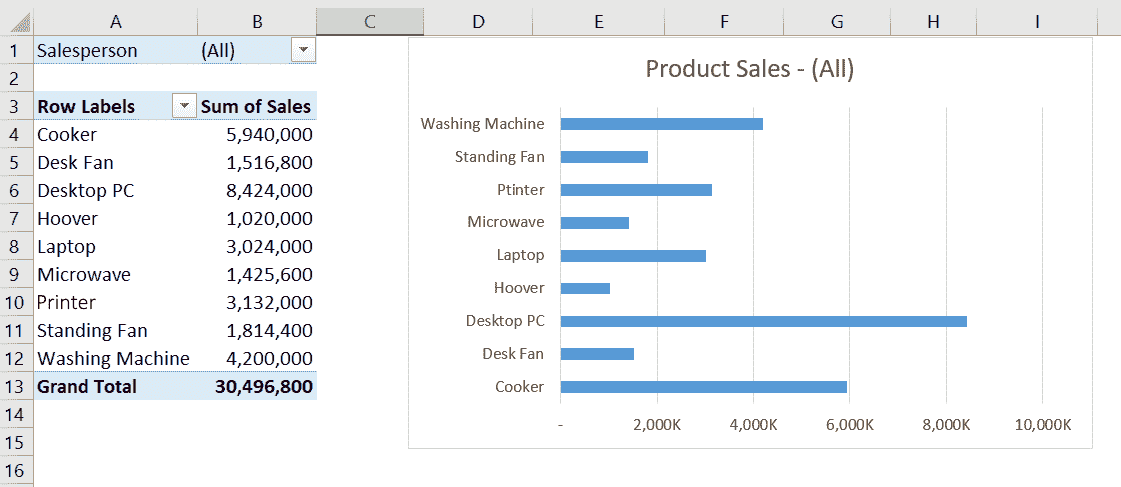 A B C D E F G H I
1 Salesperson (All)
2
3 Row Labels Sum of Sales
4 Cooker 5,940,000
5 Desk Fan 1,516,800
6 Desktop PC 8,424,000
7 Hoover 1,020,000
8 Laptop 3,024,000
9 Microwave 1,425,600
10 Printer 3,132,000
11 Standing Fan 1,814,400
12 Washing Machine 4,200,000
13 Grand Total 30,496,800
14
15
16
Product Sales - (All)
Washing Machine
Standing Fan
Ptinter
Microwave
Laptop
Hoover
Desktop PC
Desk Fan
Cooker
- 2,000K 4,000K 6,000K 8,000K 10,000K